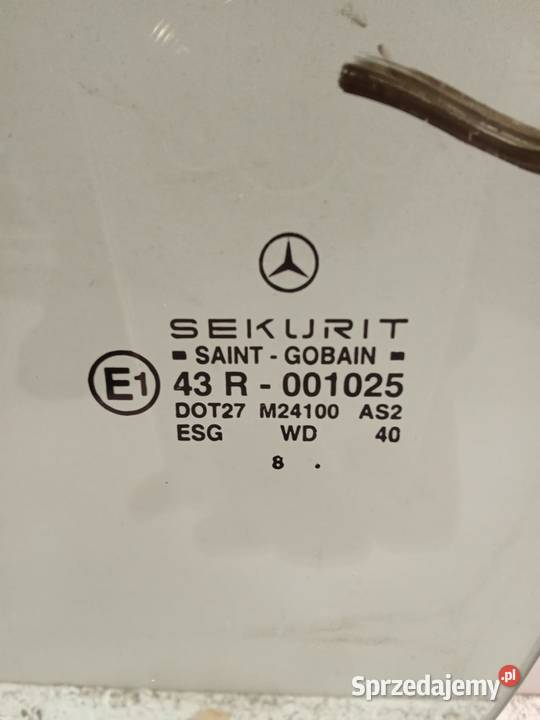 SEKURIT
SAINT - GOBAIN
E1 43 R - 001025
DOT27 M24100 AS2
ESG WD 40
8 .
Sprzedajemy.pl